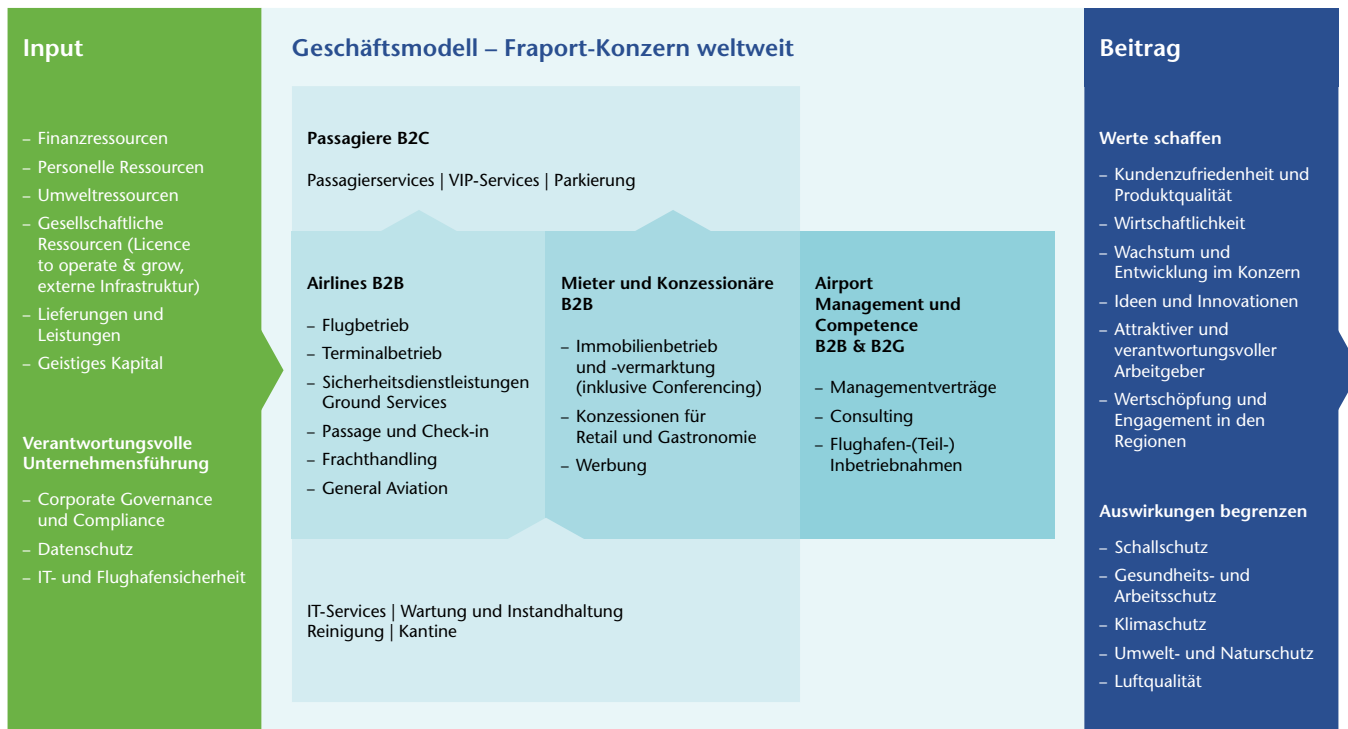 Input
– Finanzressourcen
– Personelle Ressourcen
– Umweltressourcen
– Gesellschaftliche
Ressourcen (Licence
to operate & grow,
externe Infrastruktur)
– Lieferungen und
Leistungen
– Geistiges Kapital
Verantwortungsvolle
Unternehmensführung
– Corporate Governance
und Compliance
– Datenschutz
– IT- und Flughafensicherheit
Geschäftsmodell – Fraport-Konzern weltweit
Passagiere B2C
Passagierservices | VIP-Services | Parkierung
Airlines B2B
– Flugbetrieb
– Terminalbetrieb
– Sicherheitsdienstleistungen
Ground Services
– Passage und Check-in
– Frachthandling
– General Aviation
Mieter und Konzessionäre
B2B
– Immobilienbetrieb
und -vermarktung
(inklusive Conferencing)
– Konzessionen für
Retail und Gastronomie
– Werbung
Airport
Management und
Competence
B2B & B2G
– Managementverträge
– Consulting
– Flughafen-(Teil-)
Inbetriebnahmen
IT-Services | Wartung und Instandhaltung
Reinigung | Kantine
Beitrag
Werte schaffen
– Kundenzufriedenheit und
Produktqualität
– Wirtschaftlichkeit
– Wachstum und
Entwicklung im Konzern
– Ideen und Innovationen
– Attraktiver und
verantwortungsvoller
Arbeitgeber
– Wertschöpfung und
Engagement in den
Regionen
Auswirkungen begrenzen
– Schallschutz
– Gesundheits- und
Arbeitsschutz
– Klimaschutz
– Umwelt- und Naturschutz
– Luftqualität